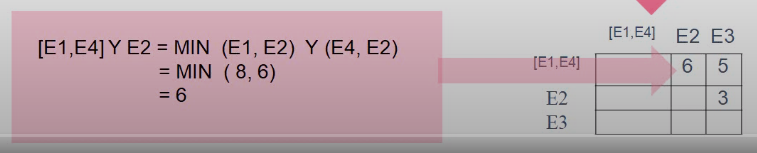 [E1,E4] Y E2 = MIN (E1, E2) Y (E4, E2)
= MIN ( 8, 6)
= 6
[E1,E4] E2 E3
[E1,E4] 6 5
E2 3
E3